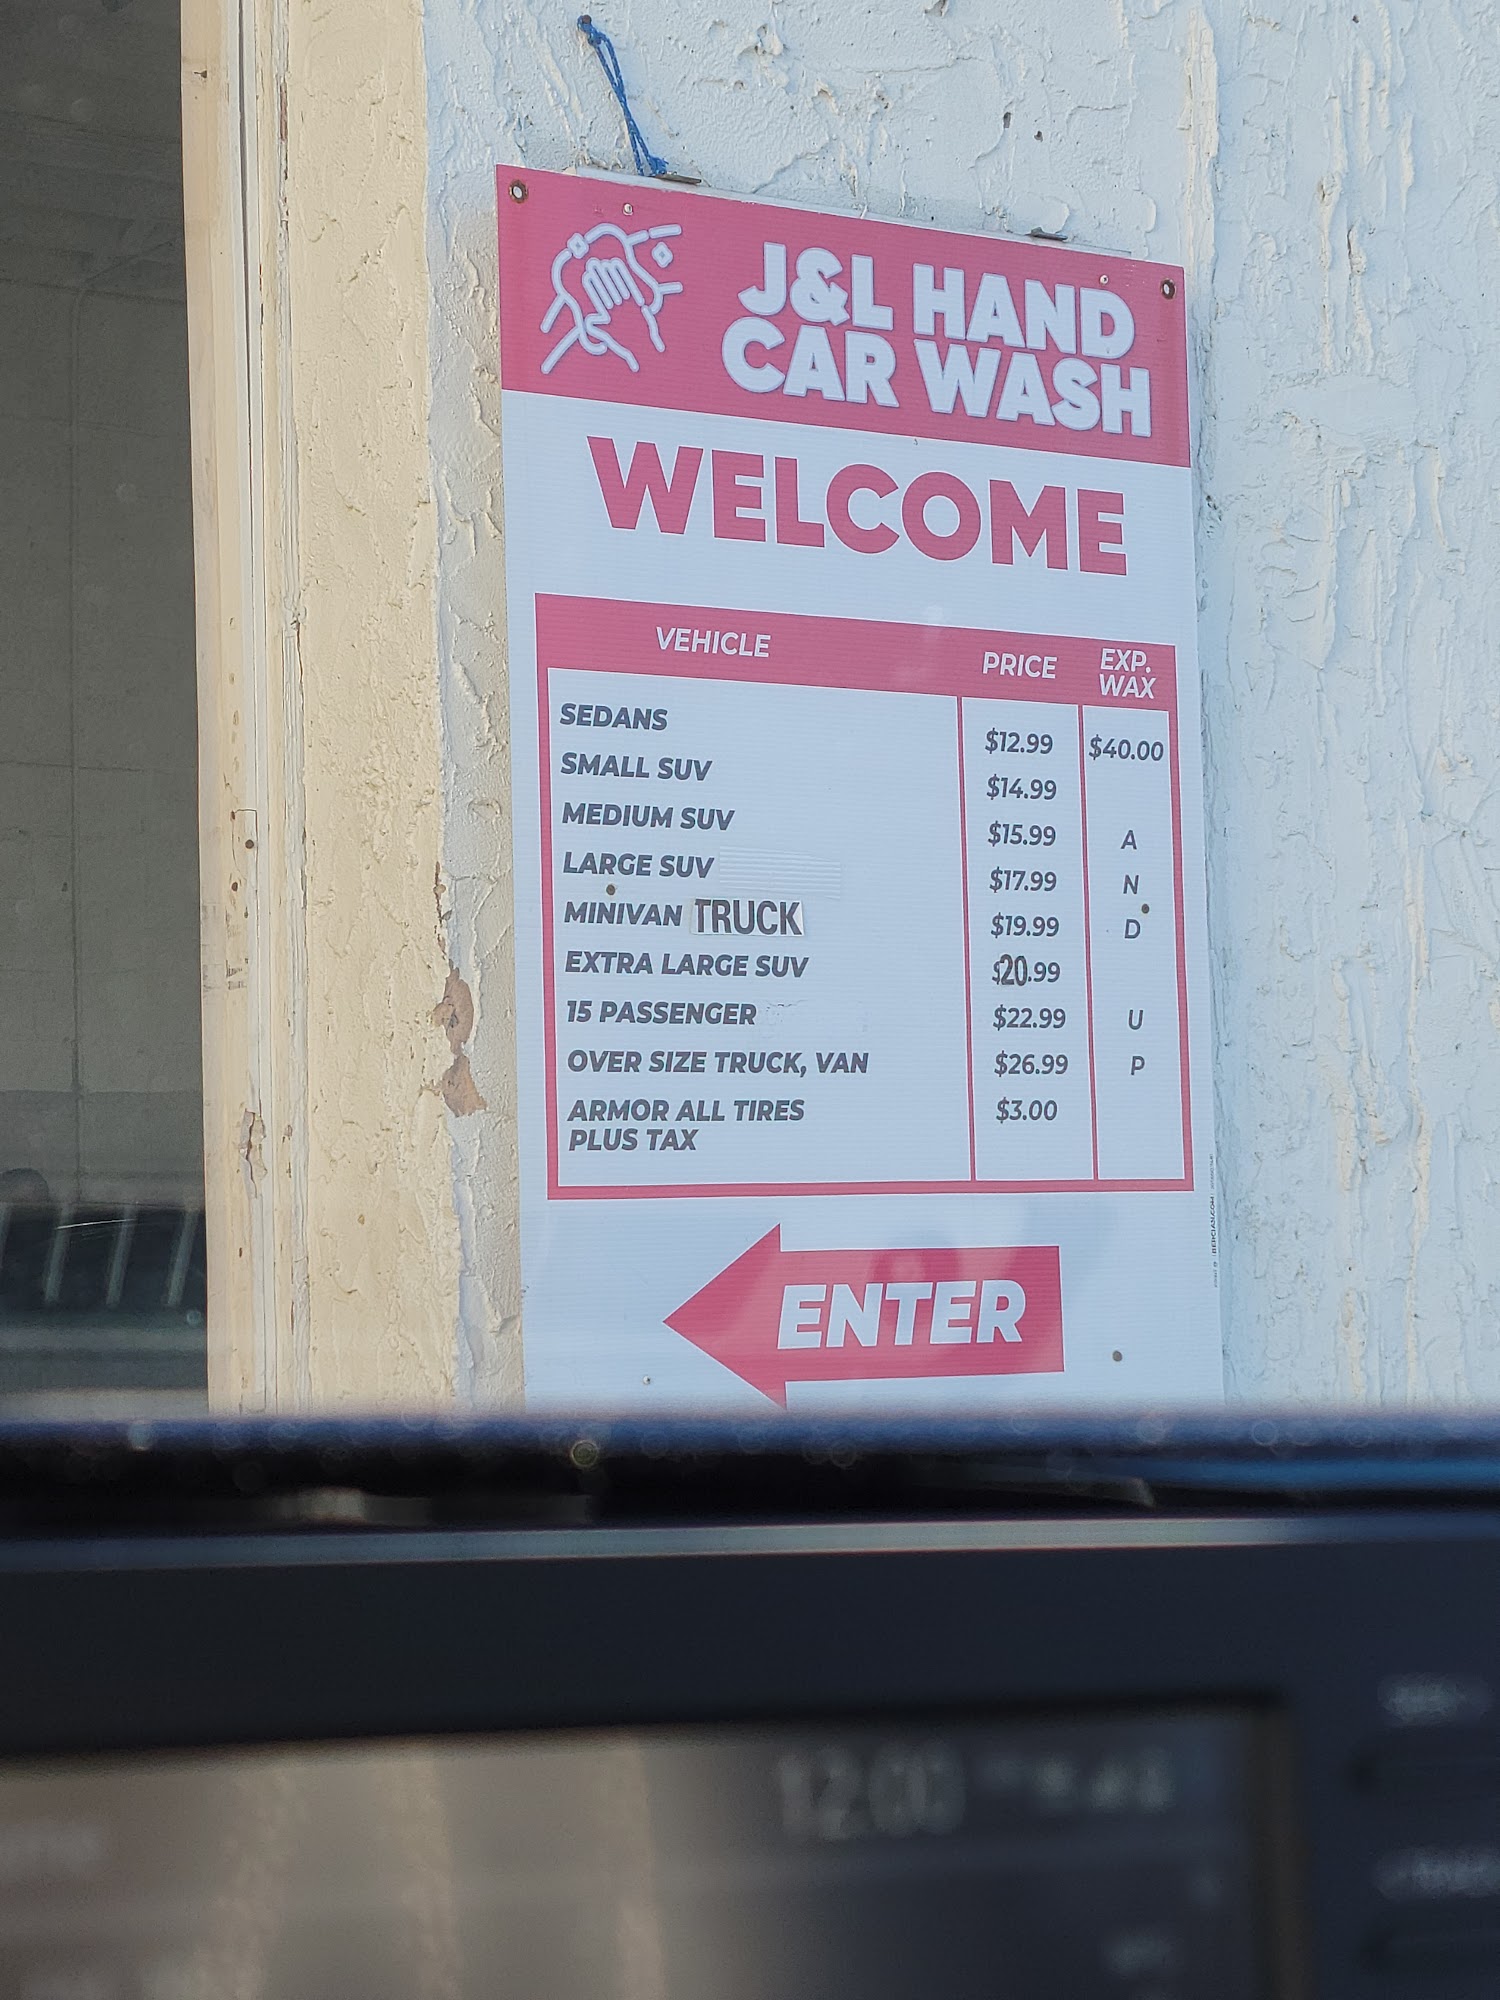 J&L HAND
CAR WASH
WELCOME
VEHICLE PRICE EXP. WAX
SEDANS $12.99 $40.00
SMALL SUV $14.99
MEDIUM SUV $15.99 A
LARGE SUV $17.99 N
MINIVAN TRUCK $19.99 D
EXTRA LARGE SUV $20.99
15 PASSENGER $22.99 U
OVER SIZE TRUCK, VAN $26.99 P
ARMOR ALL TIRES $3.00
PLUS TAX
ENTER
12:00